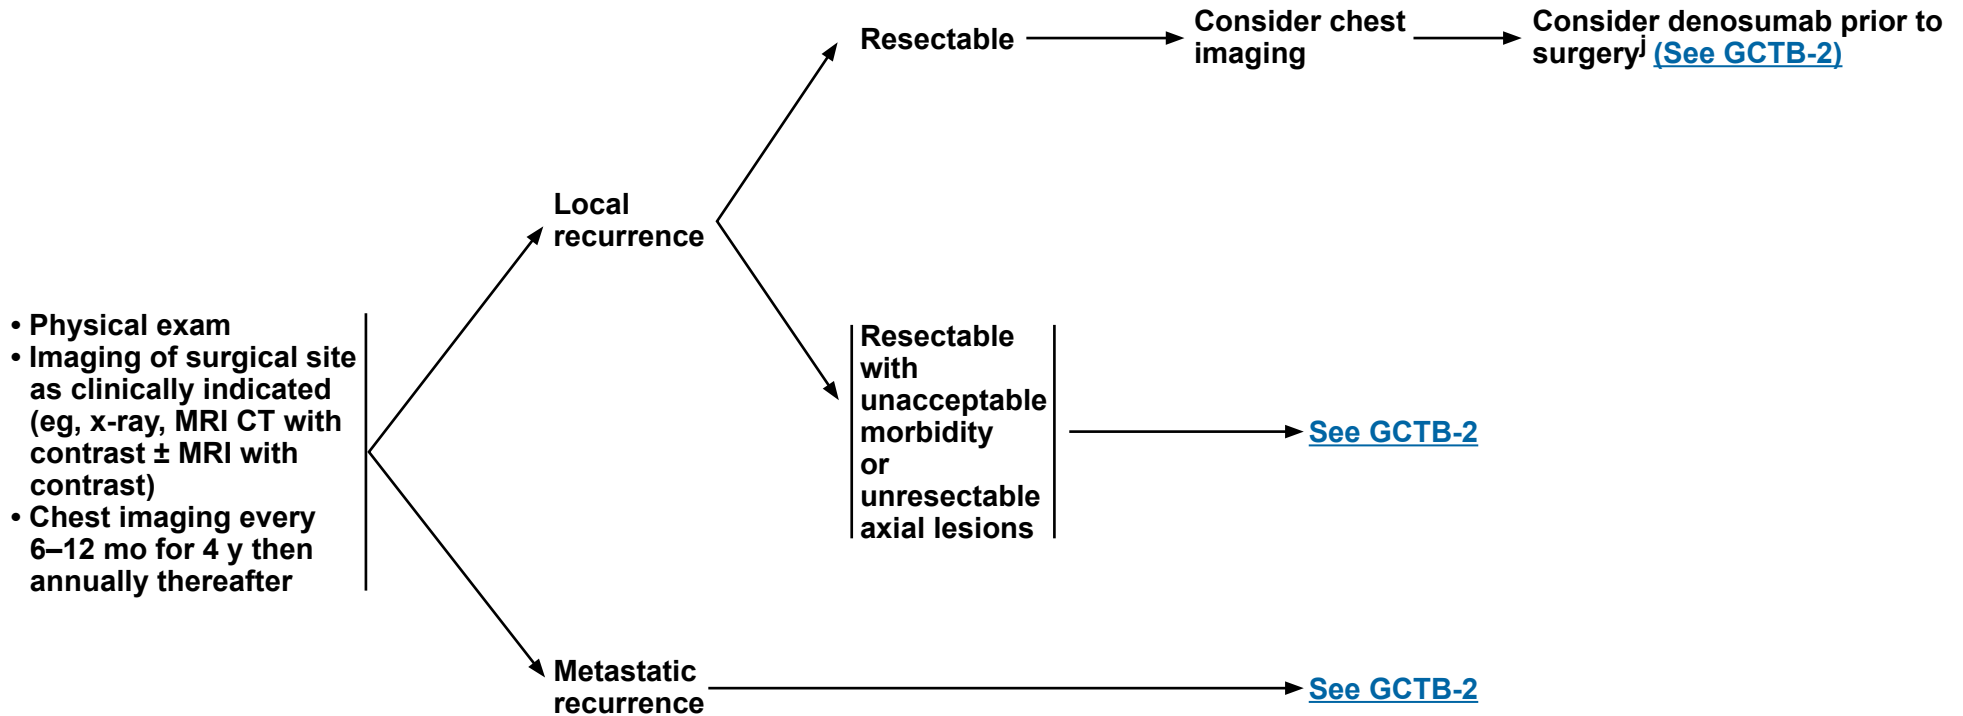 • Physical exam
• Imaging of surgical site
as clinically indicated
(eg, x-ray, MRI CT with
contrast ± MRI with
contrast)
• Chest imaging every
6–12 mo for 4 y then
annually thereafter
Local
recurrence
Resectable
Consider chest
imaging
Consider denosumab prior to
surgeryʲ (See GCTB-2)
Resectable
with
unacceptable
morbidity
or
unresectable
axial lesions
See GCTB-2
Metastatic
recurrence
See GCTB-2